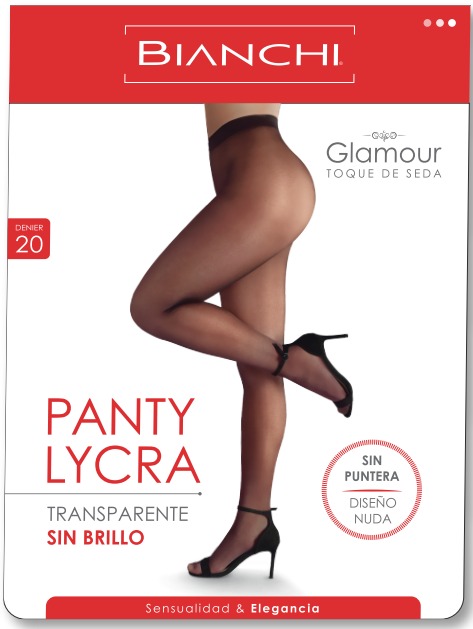 BIANCHI
Glamour
TOQUE DE SEDA
DENIER
20
PANTY
LYCRA
TRANSPARENTE
SIN BRILLO
SIN
PUNTERA
DISEÑO
NUDA
Sensualidad & Elegancia